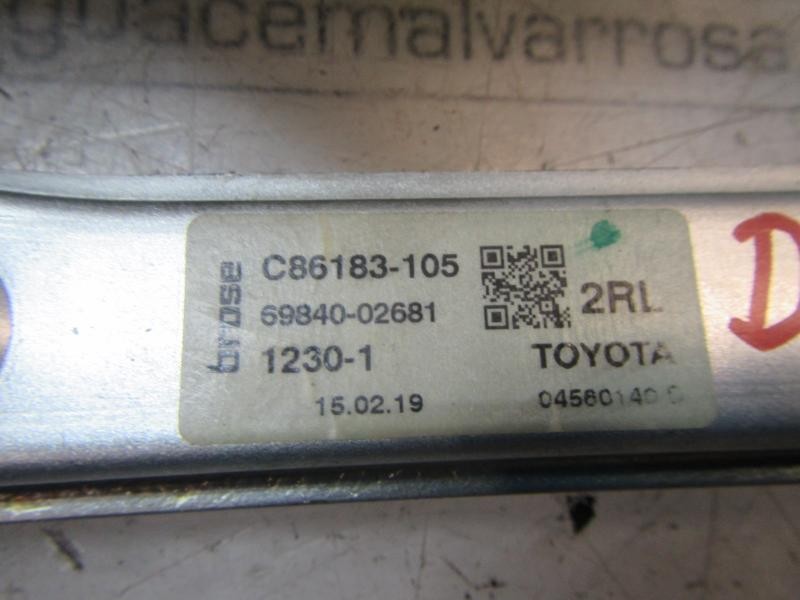 guacemalvarrosa
brose
C86183-105
69840-02681
1230-1
15.02.19
2RL
TOYOTA
D